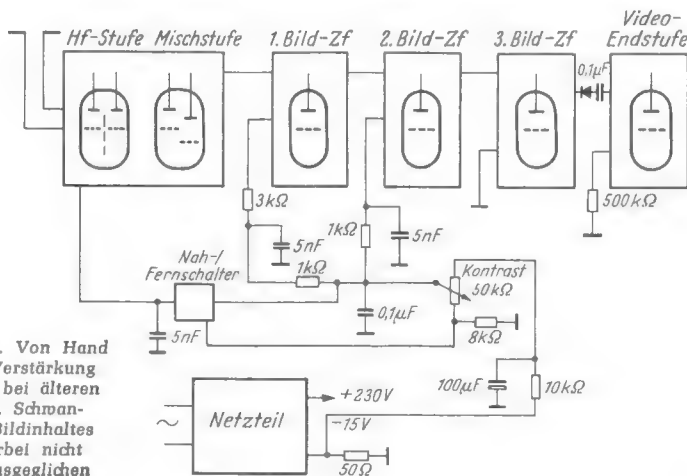 Hf-Stufe Mischstufe 1.Bild-Zf 2.Bild-Zf 3.Bild-Zf Video-
Endstufe
0,1µF
3kΩ
5nF
1kΩ
1kΩ
5nF
500kΩ
Nah-/
Fernschalter
5nF
0,1µF
Kontrast
50kΩ
8kΩ
100µF
10kΩ
Netzteil
+230V
-15V
50Ω
. Von Hand
Verstärkung
bei älteren
. Schwan-
Bildinhaltes
rbei nicht
usgeglichen